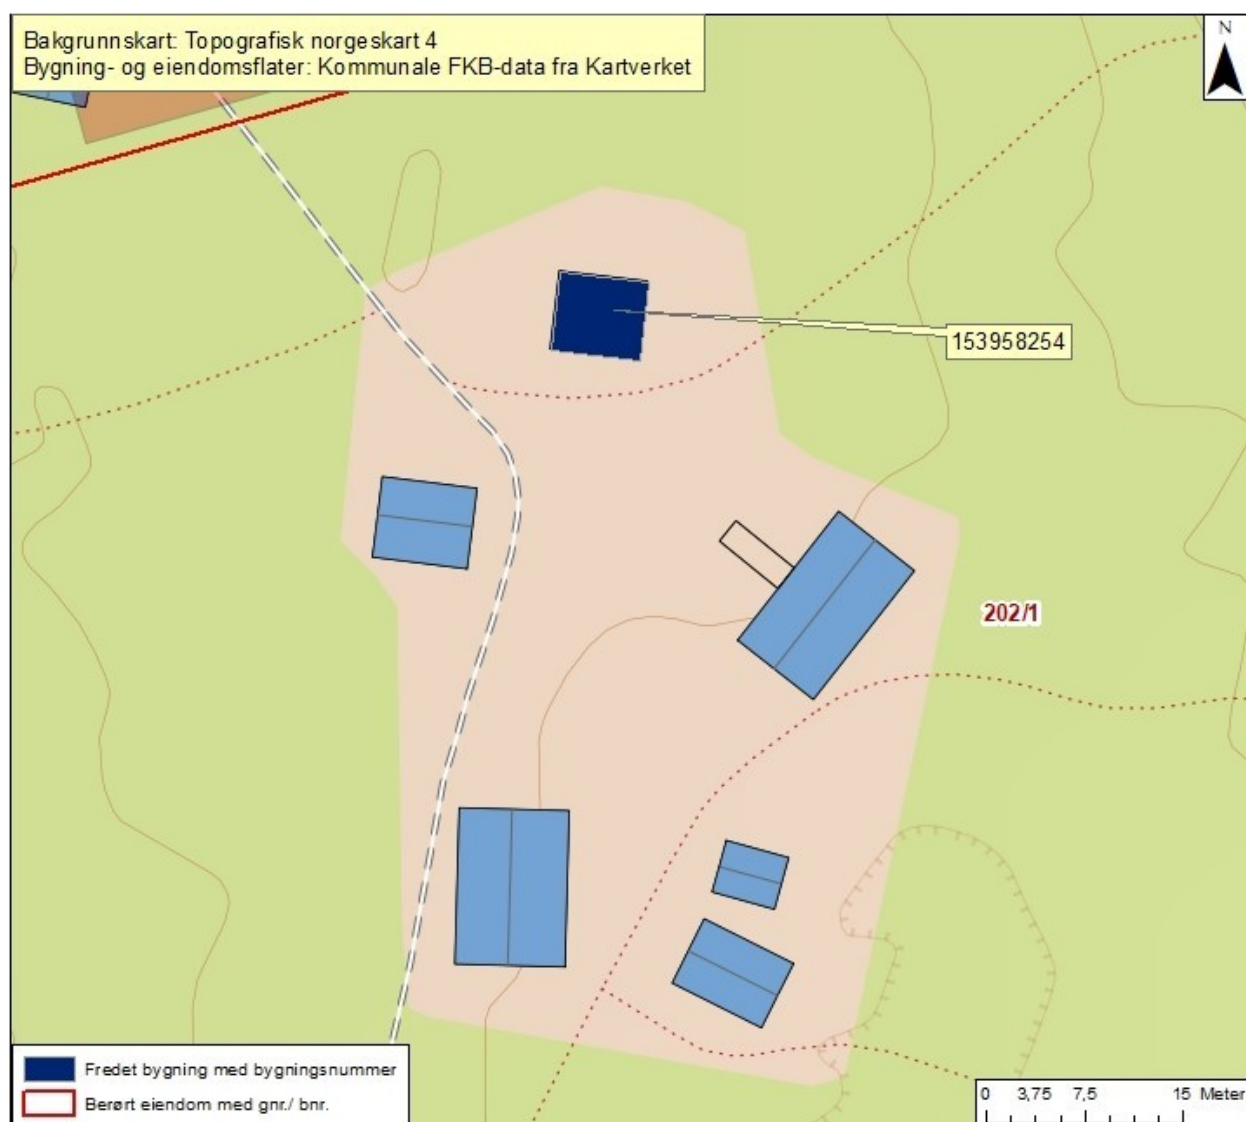 Bakgrunnskart: Topografisk norgeskart 4
Bygning- og eiendomsflater: Kommunale FKB-data fra Kartverket
N
153958254
202/1
Fredet bygning med bygningsnummer
Berørt eiendom med gnr./ bnr.
0 3,75 7,5 15 Meter